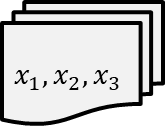 x₁, x₂, x₃